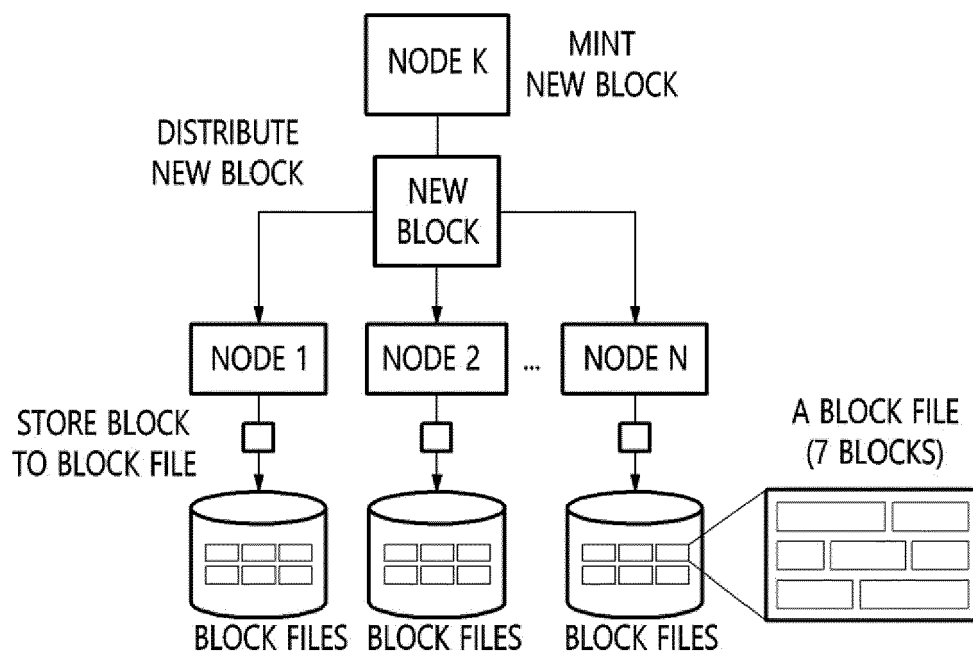 NODE K
MINT
NEW BLOCK
DISTRIBUTE
NEW BLOCK
NEW
BLOCK
NODE 1
NODE 2
...
NODE N
STORE BLOCK
TO BLOCK FILE
A BLOCK FILE
(7 BLOCKS)
BLOCK FILES
BLOCK FILES
BLOCK FILES